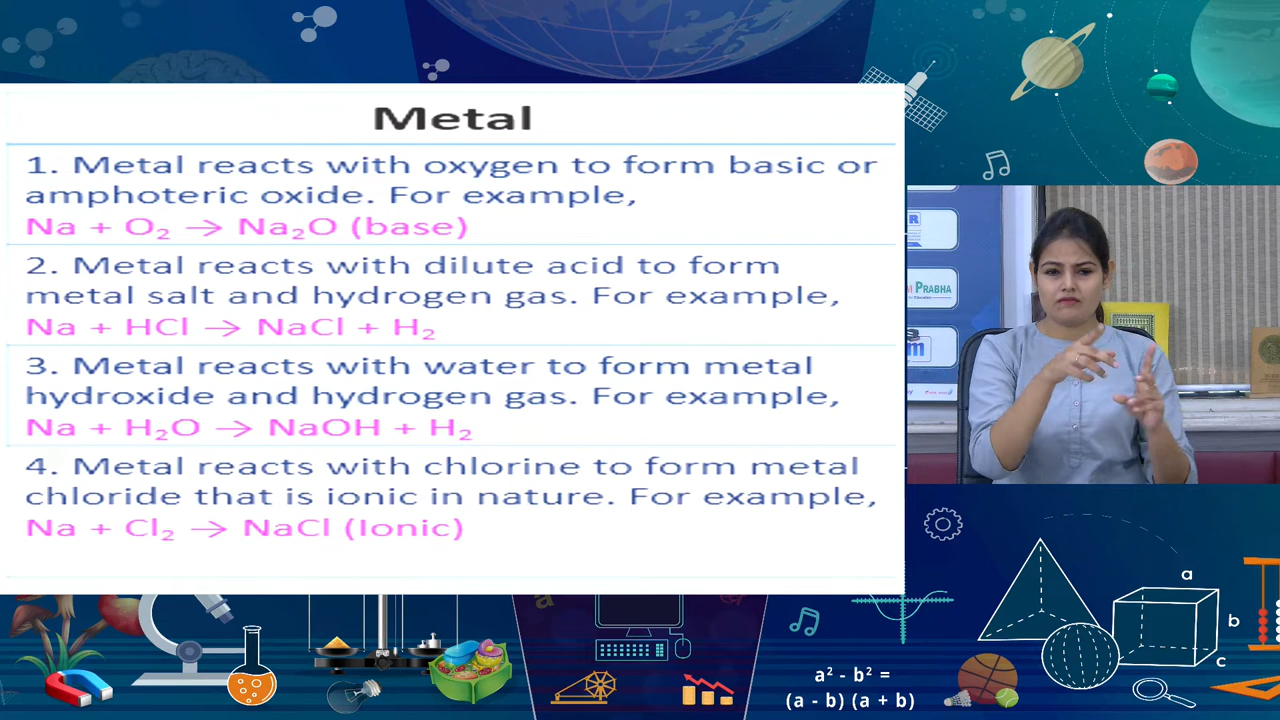 Metal
1. Metal reacts with oxygen to form basic or
amphoteric oxide. For example,
Na + O₂ → Na₂O (base)
2. Metal reacts with dilute acid to form
metal salt and hydrogen gas. For example,
Na + HCl → NaCl + H₂
3. Metal reacts with water to form metal
hydroxide and hydrogen gas. For example,
Na + H₂O → NaOH + H₂
4. Metal reacts with chlorine to form metal
chloride that is ionic in nature. For example,
Na + Cl₂ → NaCl (Ionic)
R
PRABHA
m
a
b
c
a² - b² =
(a - b) (a + b)